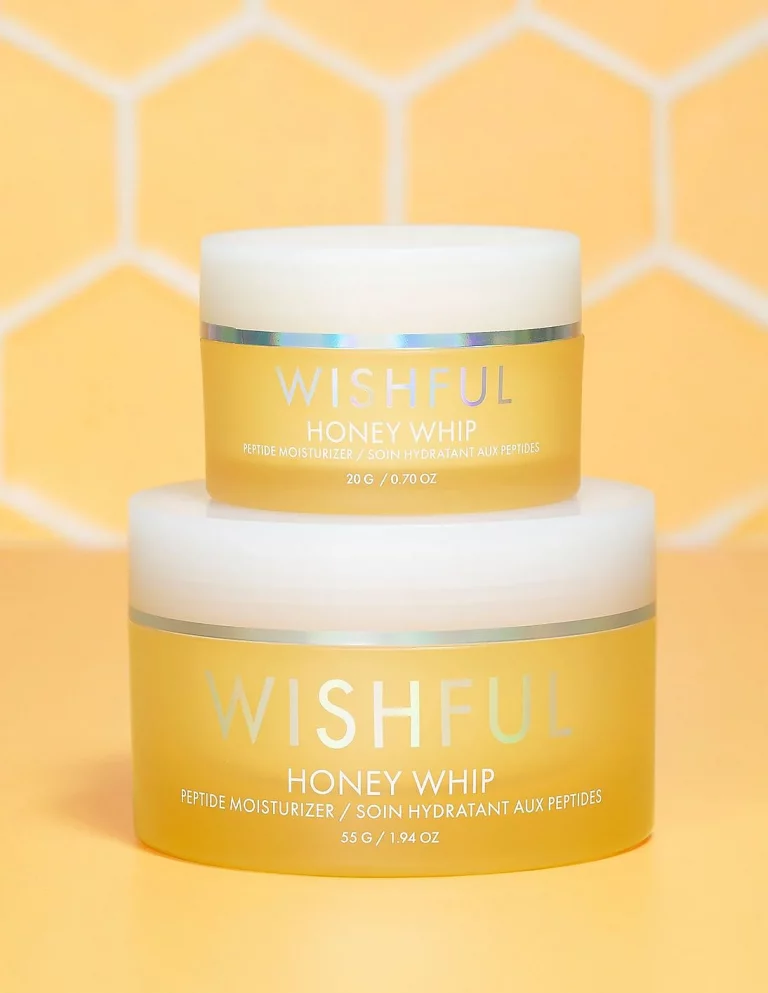 WISHFUL
HONEY WHIP
PEPTIDE MOISTURIZER / SOIN HYDRATANT AUX PEPTIDES
20 G / 0.70 OZ
WISHFUL
HONEY WHIP
PEPTIDE MOISTURIZER / SOIN HYDRATANT AUX PEPTIDES
55 G / 1.94 OZ